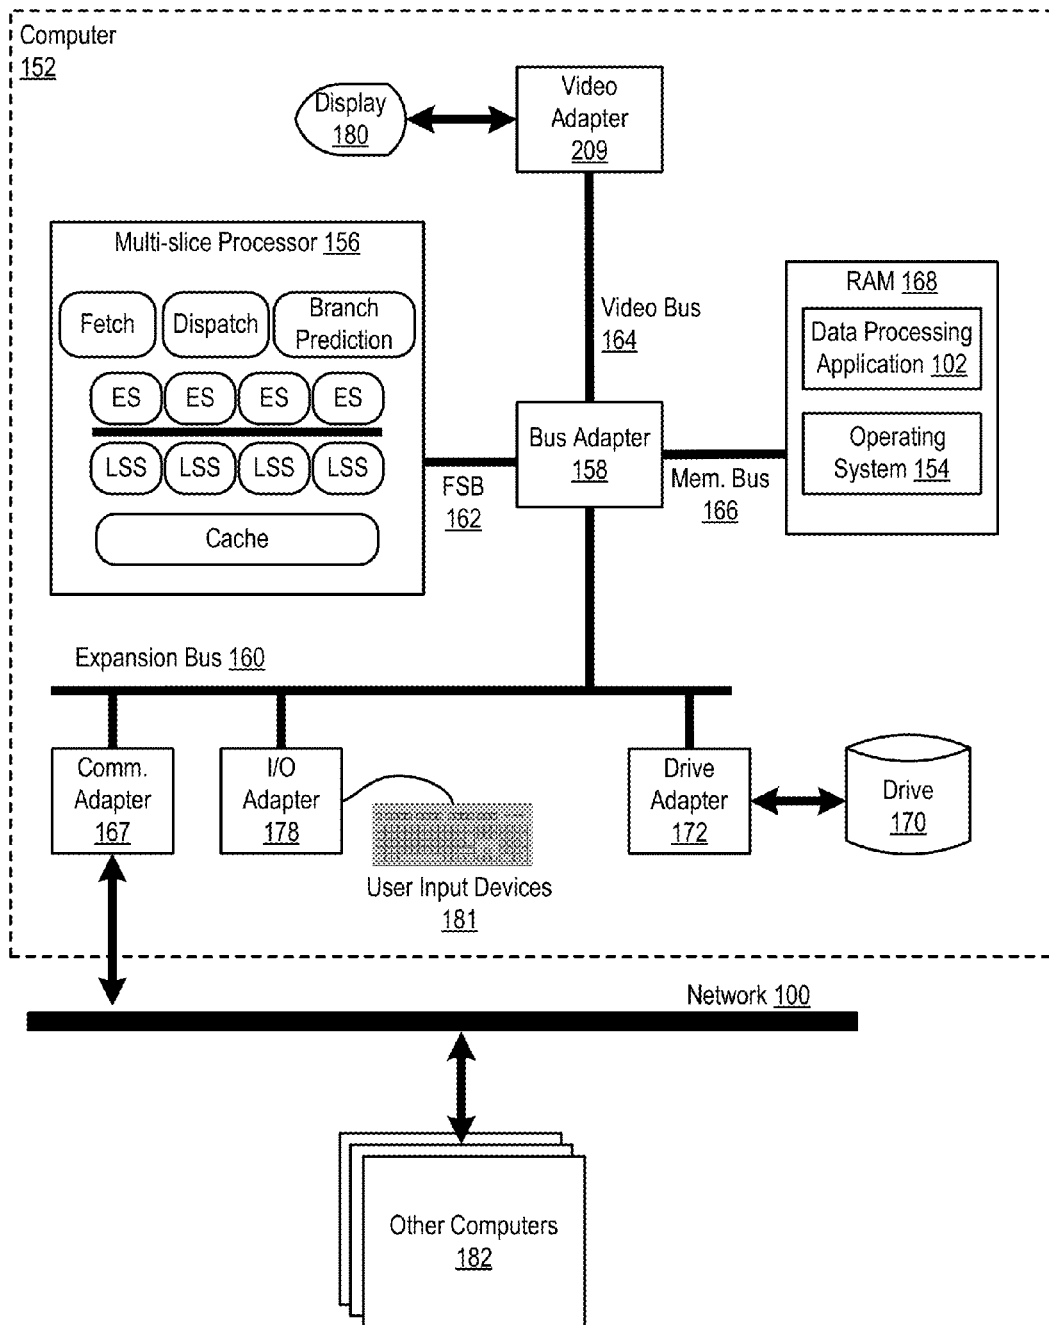 Computer
152
Display
180
Video
Adapter
209
Multi-slice Processor 156
Fetch
Dispatch
Branch
Prediction
ES
ES
ES
ES
LSS
LSS
LSS
LSS
Cache
FSB
162
Video Bus
164
Bus Adapter
158
Mem. Bus
166
RAM 168
Data Processing
Application 102
Operating
System 154
Expansion Bus 160
Comm.
Adapter
167
I/O
Adapter
178
User Input Devices
181
Drive
Adapter
172
Drive
170
Network 100
Other Computers
182